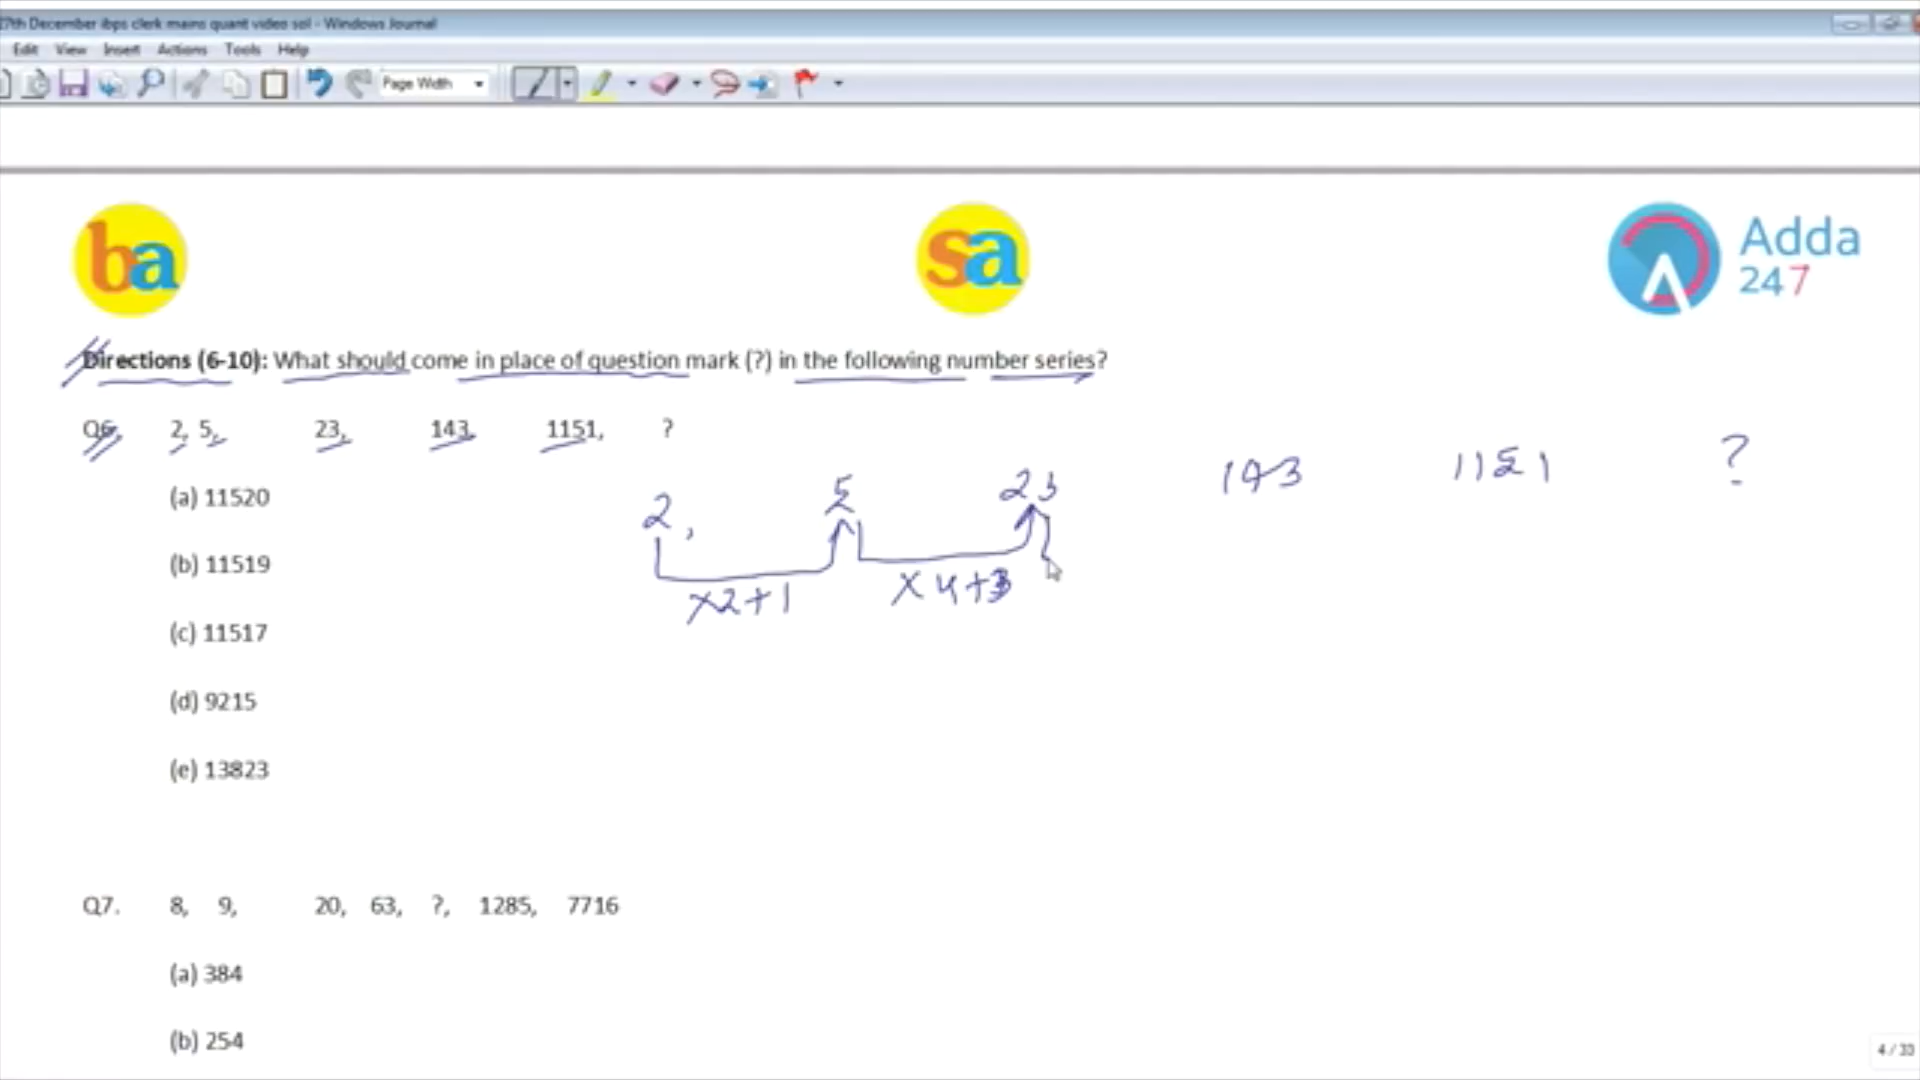 27th December ibps clerk mains quant video sol - Windows Journal
Edit View Insert Actions Tools Help
Page Width
ba
sa
Adda
247
Directions (6-10): What should come in place of question mark (?) in the following number series?
Q6. 2, 5, 23, 143, 1151, ?
(a) 11520
(b) 11519
(c) 11517
(d) 9215
(e) 13823
2, 5 23 143 1151 ?
×2+1 ×4+3
Q7. 8, 9, 20, 63, ?, 1285, 7716
(a) 384
(b) 254
4 / 33